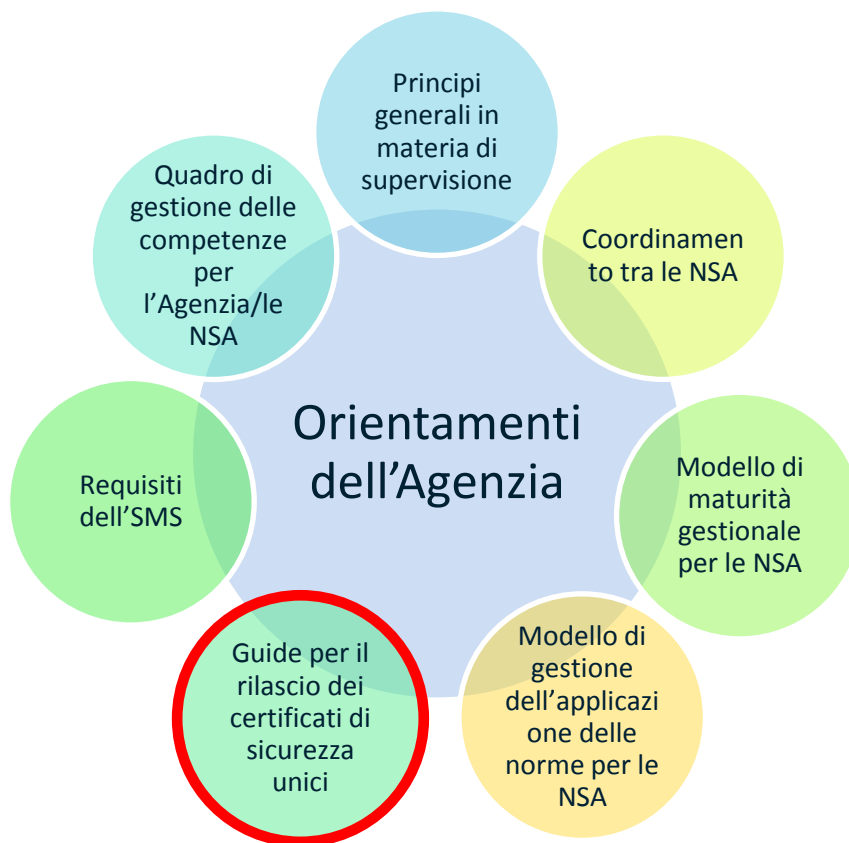 Principi
generali in
materia di
supervisione
Coordinamen
to tra le NSA
Modello di
maturità
gestionale
per le NSA
Modello di
gestione
dell’applicazi
one delle
norme per le
NSA
Guide per il
rilascio dei
certificati di
sicurezza
unici
Requisiti
dell’SMS
Quadro di
gestione delle
competenze
per
l’Agenzia/le
NSA
Orientamenti
dell’Agenzia